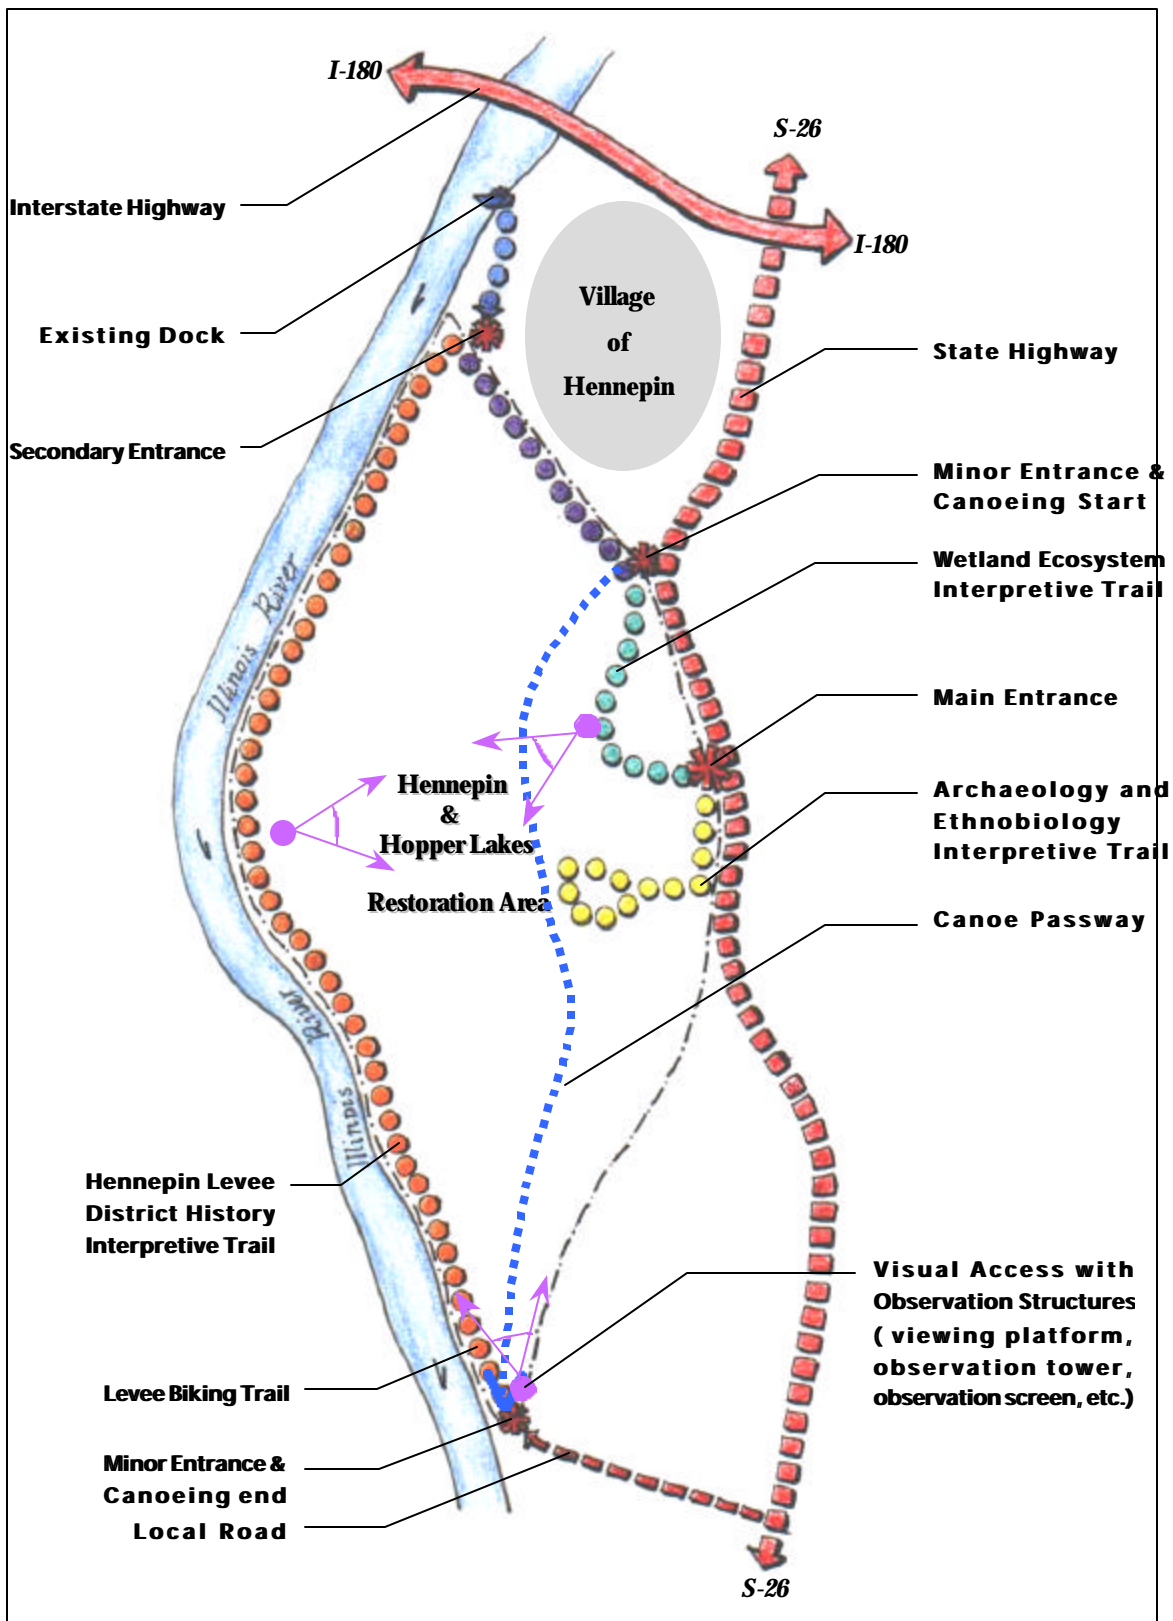 I-180
S-26
Interstate Highway
I-180
Village
of
Hennepin
Existing Dock
State Highway
Secondary Entrance
Minor Entrance &
Canoeing Start
Wetland Ecosystem
Interpretive Trail
Illinois River
Main Entrance
Hennepin
&
Hopper Lakes
Restoration Area
Archaeology and
Ethnobiology
Interpretive Trail
Canoe Passway
River
Illinois
Hennepin Levee
District History
Interpretive Trail
Visual Access with
Observation Structures
( viewing platform,
observation tower,
observation screen, etc.)
Levee Biking Trail
Minor Entrance &
Canoeing end
Local Road
S-26